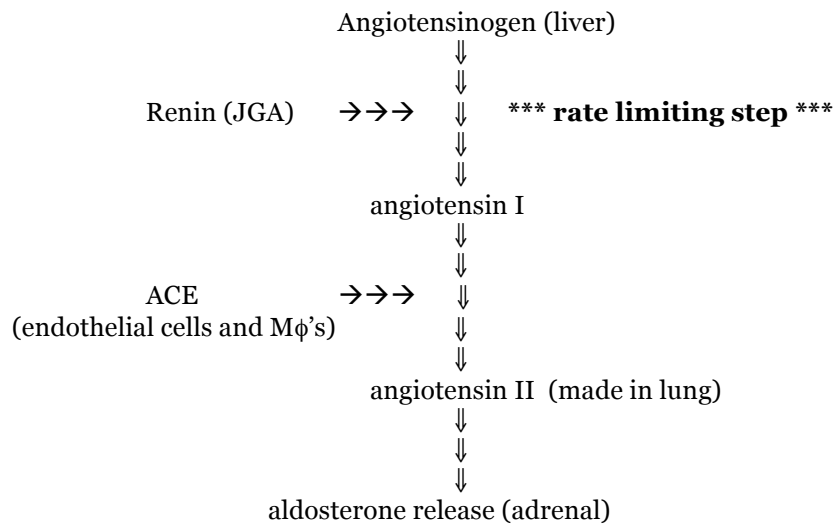 Angiotensinogen (liver)
⇓
⇓
Renin (JGA) →→→ ⇓ *** rate limiting step ***
⇓
⇓
angiotensin I
⇓
⇓
ACE →→→ ⇓
(endothelial cells and Mϕ's) ⇓
⇓
angiotensin II (made in lung)
⇓
⇓
⇓
aldosterone release (adrenal)